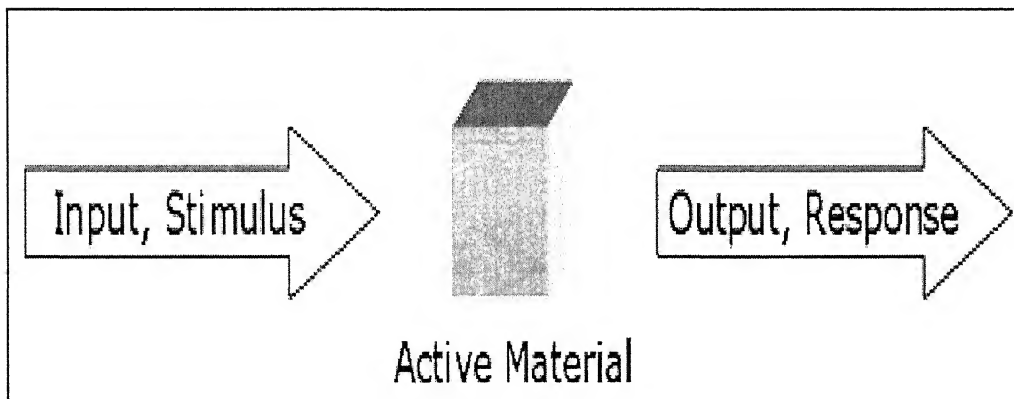 Input, Stimulus
Output, Response
Active Material